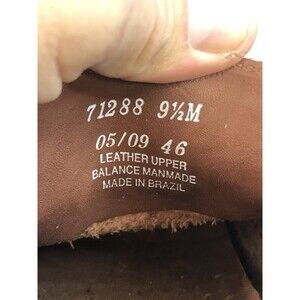 71288 9½M
05/09 46
LEATHER UPPER
BALANCE MANMADE
MADE IN BRAZIL